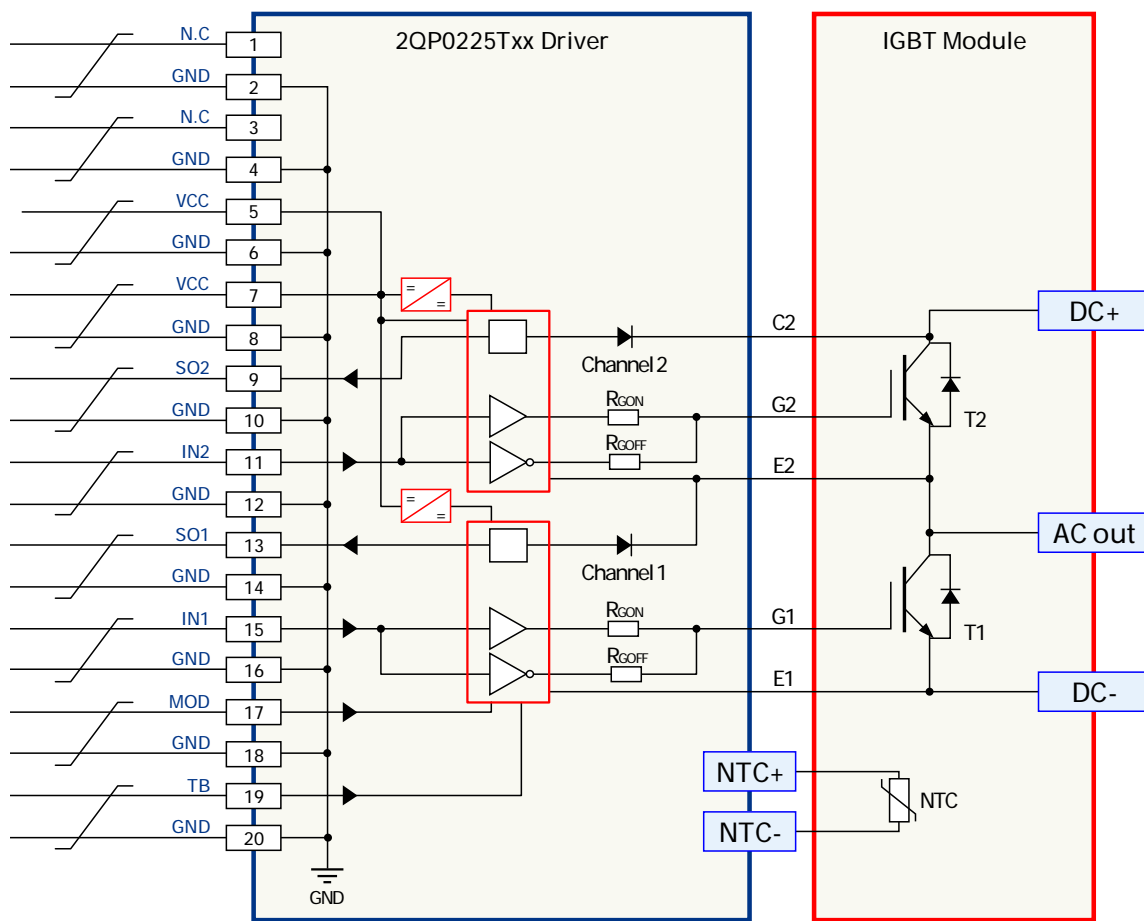 2QP0225Txx Driver
IGBT Module
N.C 1
GND 2
N.C 3
GND 4
VCC 5
GND 6
VCC 7
GND 8
SO2 9
GND 10
IN2 11
GND 12
SO1 13
GND 14
IN1 15
GND 16
MOD 17
GND 18
TB 19
GND 20
GND
= =
Channel 2
RGON
RGOFF
= =
Channel 1
RGON
RGOFF
C2
G2
E2
G1
E1
T2
T1
DC+
AC out
DC-
NTC+
NTC-
NTC